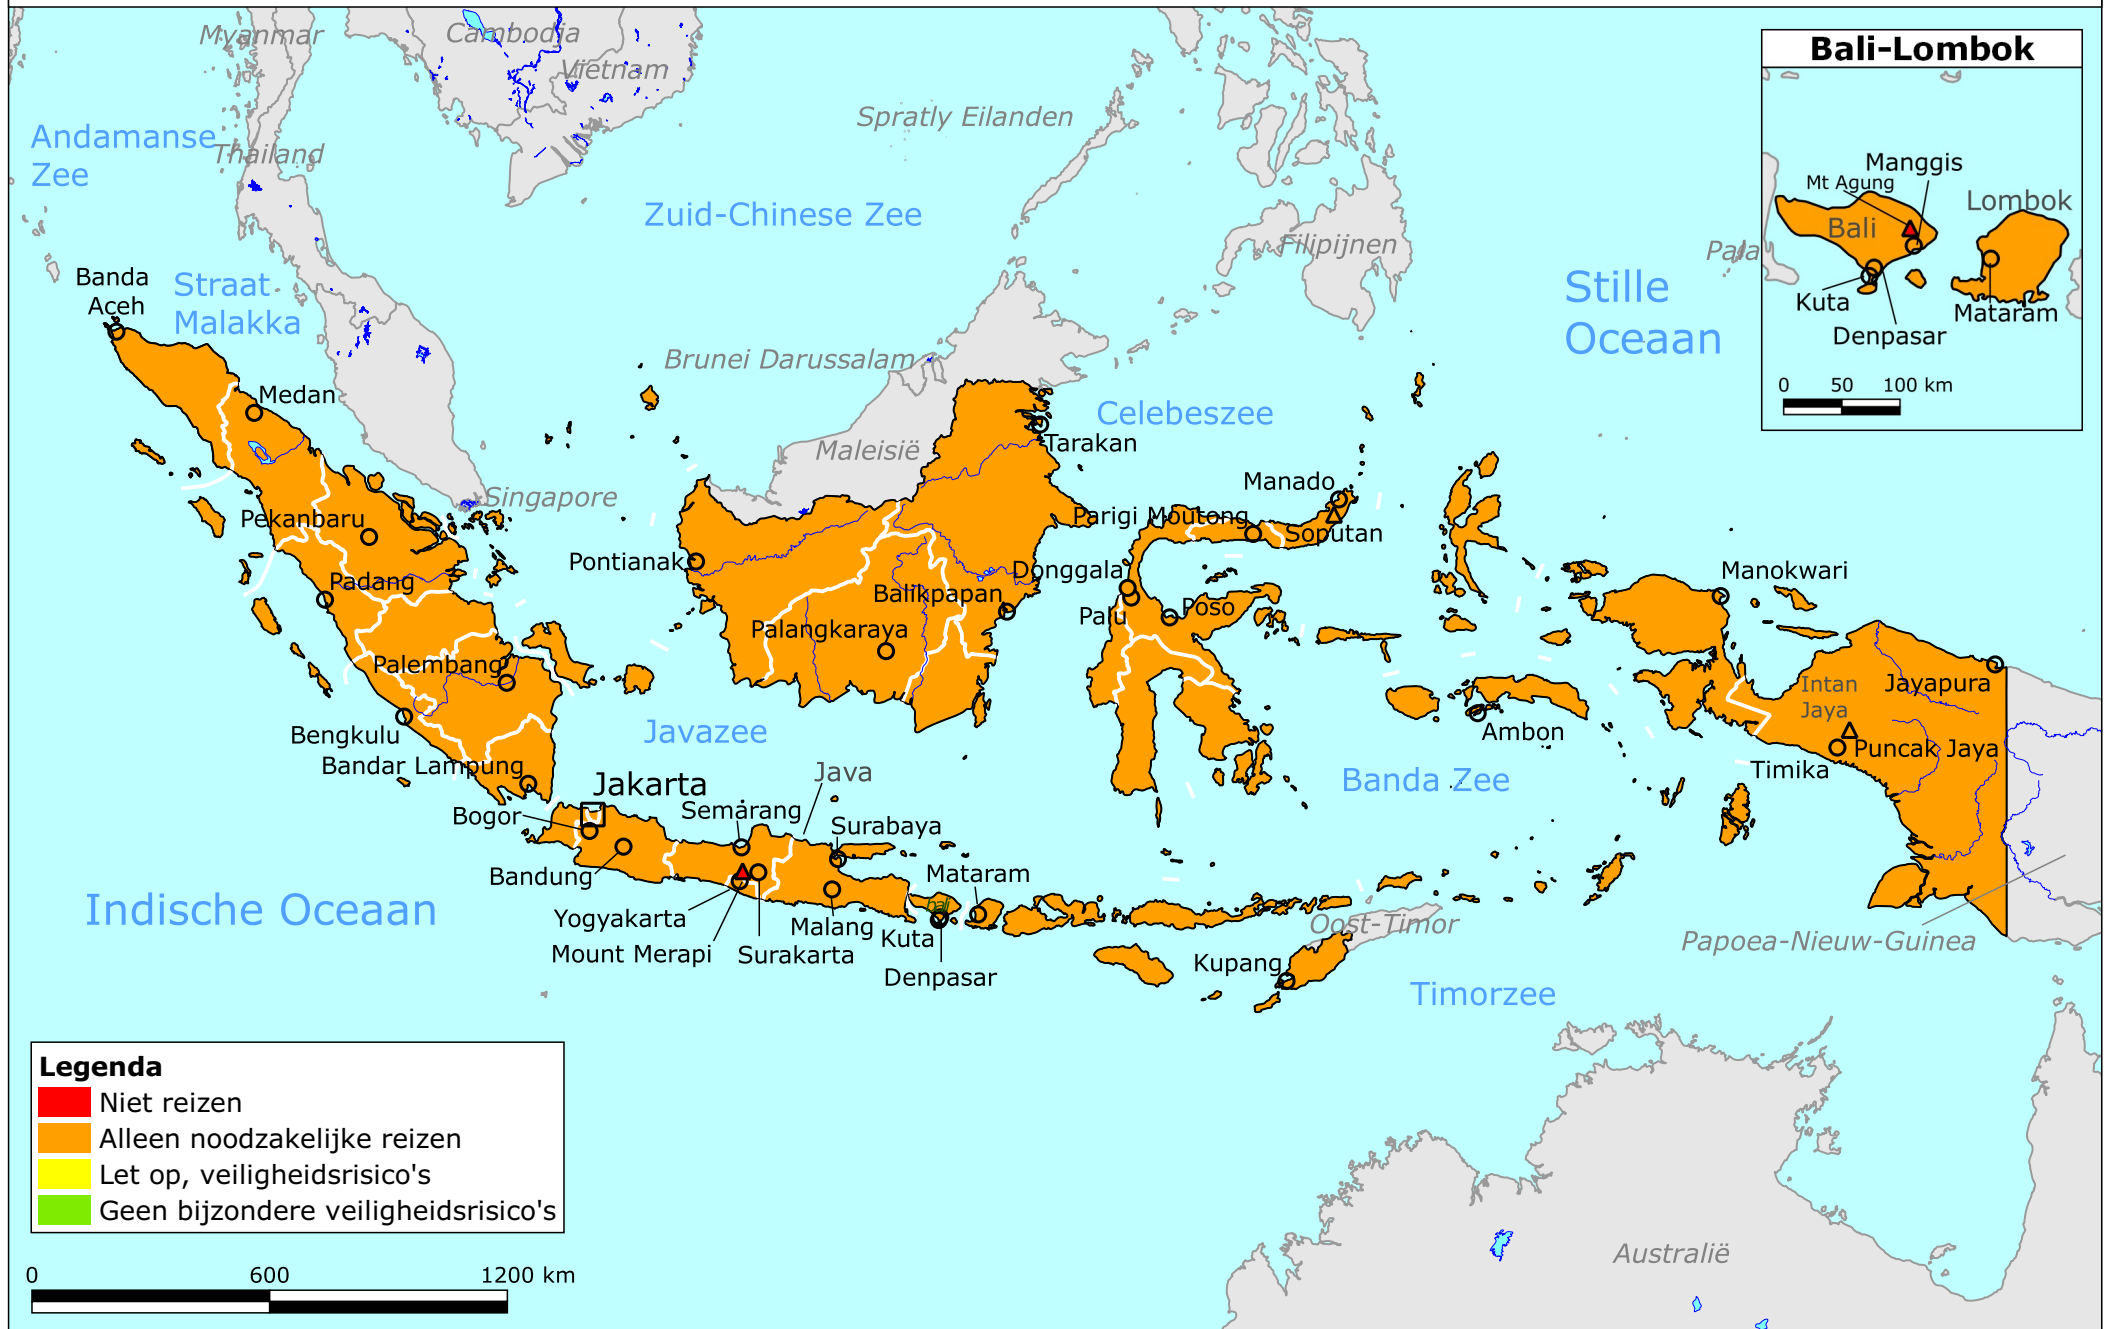 Myanmar
Cambodja
Vietnam
Andamanse
Zee
Thailand
Spratly Eilanden
Zuid-Chinese Zee
Filipijnen
Stille
Oceaan
Pala
Bali-Lombok
Manggis
Mt Agung
Lombok
Bali
Kuta
Mataram
Denpasar
0 50 100 km
Banda
Aceh
Straat
Malakka
Brunei Darussalam
Celebeszee
Medan
Maleisië
Tarakan
Singapore
Manado
Pekanbaru
Parigi Moutong
Soputan
Pontianak
Donggala
Padang
Balikpapan
Palu
Poso
Manokwari
Palangkaraya
Palembang
Intan
Jaya
Jayapura
Bengkulu
Javazee
Ambon
Puncak Jaya
Bandar Lampung
Timika
Jakarta
Java
Banda Zee
Bogor
Semarang
Surabaya
Bandung
Mataram
Indische Oceaan
bali
Yogyakarta
Malang
Kuta
Oost-Timor
Mount Merapi
Surakarta
Denpasar
Kupang
Papoea-Nieuw-Guinea
Timorzee
Legenda
Niet reizen
Alleen noodzakelijke reizen
Let op, veiligheidsrisico's
Geen bijzondere veiligheidsrisico's
Australië
0 600 1200 km